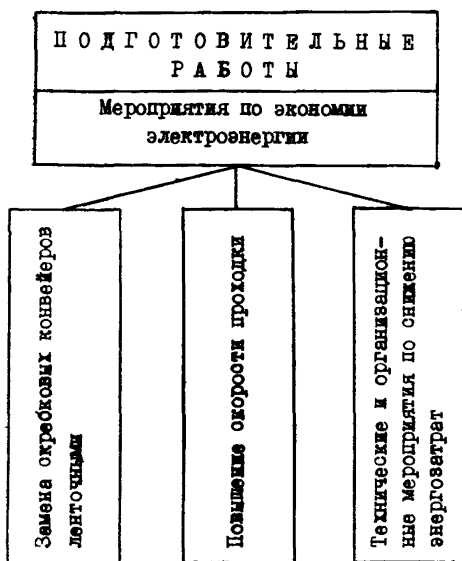 ПОДГОТОВИТЕЛЬНЫЕ
РАБОТЫ
Мероприятия по экономии
электроэнергии
Замена скребковых конвейеров
ленточными
Повышение скорости проходки
Технические и организацион-
ные мероприятия по снижению
энергозатрат